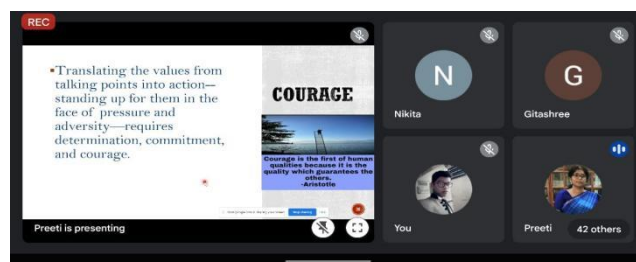 REC
▪Translating the values from
talking points into action—
standing up for them in the
face of pressure and
adversity—requires
determination, commitment,
and courage.
COURAGE
Courage is the first of human
qualities because it is the
quality which guarantees the
others.
-Aristotle
Preeti is presenting
N
Nikita
G
Gitashree
You
Preeti
42 others